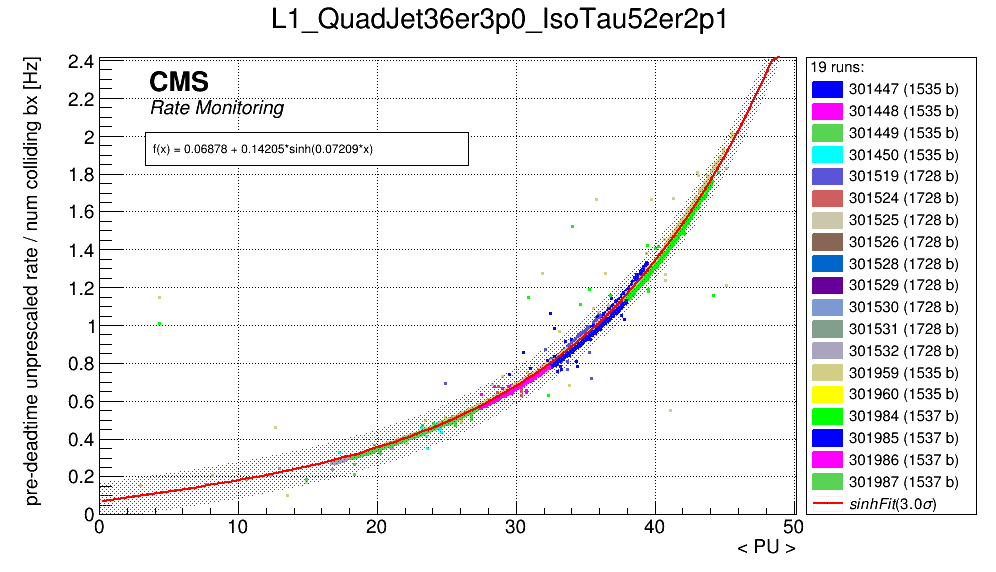 L1_QuadJet36er3p0_IsoTau52er2p1
pre-deadtime unprescaled rate / num colliding bx [Hz]
CMS
Rate Monitoring
f(x) = 0.06878 + 0.14205*sinh(0.07209*x)
2.4
2.2
2
1.8
1.6
1.4
1.2
1
0.8
0.6
0.4
0.2
0
0
10
20
30
40
50
< PU >
19 runs:
301447 (1535 b)
301448 (1535 b)
301449 (1535 b)
301450 (1535 b)
301519 (1728 b)
301524 (1728 b)
301525 (1728 b)
301526 (1728 b)
301528 (1728 b)
301529 (1728 b)
301530 (1728 b)
301531 (1728 b)
301532 (1728 b)
301959 (1535 b)
301960 (1535 b)
301984 (1537 b)
301985 (1537 b)
301986 (1537 b)
301987 (1537 b)
sinhFit(3.0σ)